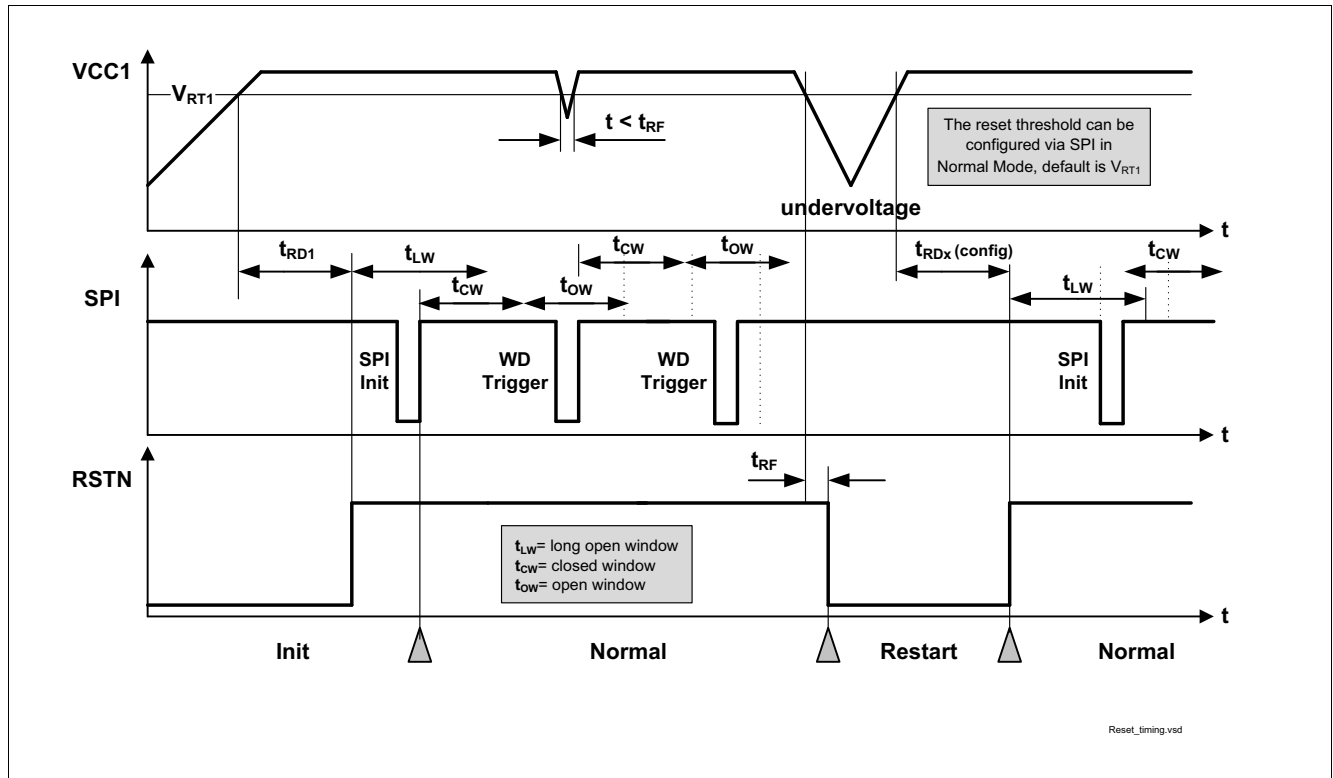 VCC1
VRT1
t < tRF
The reset threshold can be
configured via SPI in
Normal Mode, default is VRT1
undervoltage
t
tRD1
tLW
tCW
tOW
tRDx (config)
tCW
SPI
tCW
tOW
tLW
SPI
Init
WD
Trigger
WD
Trigger
SPI
Init
t
RSTN
tRF
tLW= long open window
tCW= closed window
tOW= open window
t
Init
Normal
Restart
Normal
Reset_timing.vsd